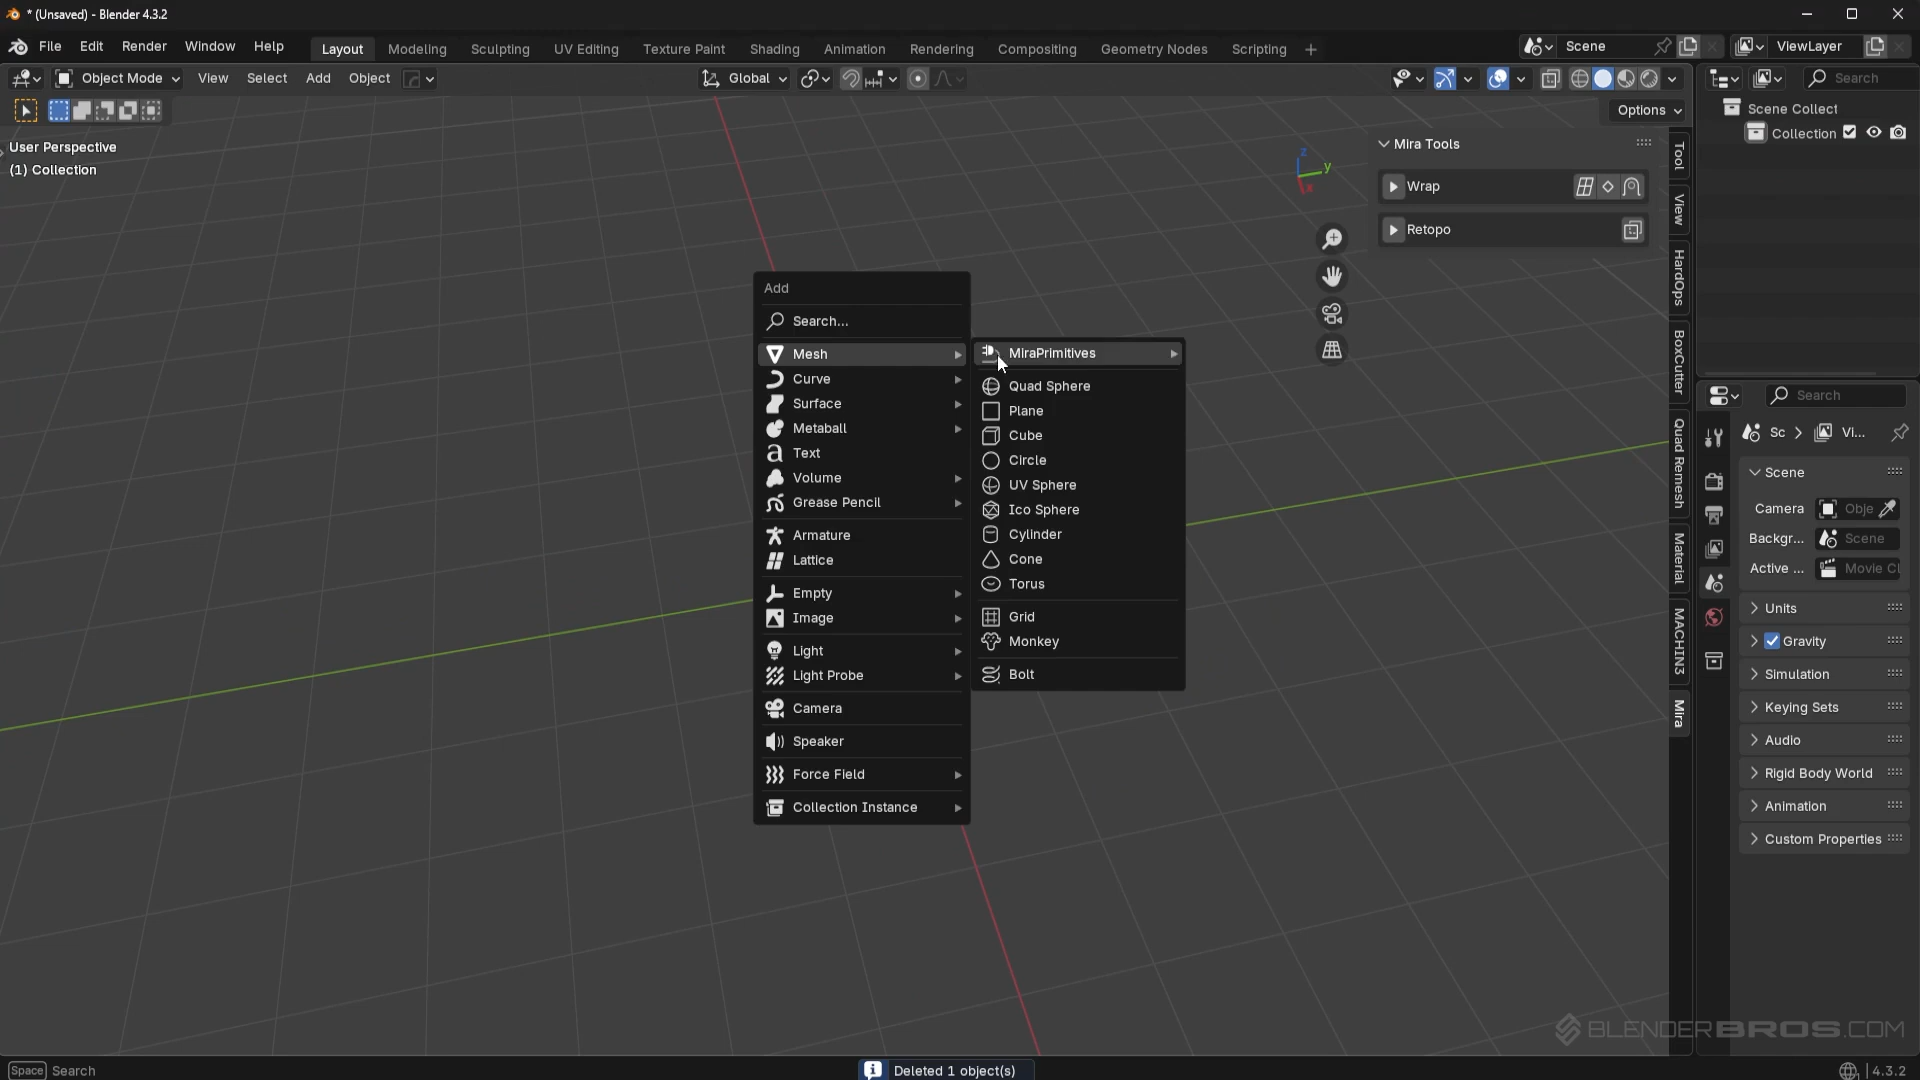 * (Unsaved) - Blender 4.3.2
File Edit Render Window Help Layout Modeling Sculpting UV Editing Texture Paint Shading Animation Rendering Compositing Geometry Nodes Scripting + Scene ViewLayer
Object Mode View Select Add Object Global Search
Options
User Perspective
(1) Collection
Scene Collect
Collection
Mira Tools
Wrap
Retopo
z
y
x
Tool
View
HardOps
BoxCutter
Quad Remesh
Material
MACHIN3
Mira
Add
Search...
Mesh
Curve
Surface
Metaball
Text
Volume
Grease Pencil
Armature
Lattice
Empty
Image
Light
Light Probe
Camera
Speaker
Force Field
Collection Instance
MiraPrimitives
Quad Sphere
Plane
Cube
Circle
UV Sphere
Ico Sphere
Cylinder
Cone
Torus
Grid
Monkey
Bolt
Search
Sc > Vi...
Scene
Camera Obje
Backgr... Scene
Active ... Movie Cl
Units
Gravity
Simulation
Keying Sets
Audio
Rigid Body World
Animation
Custom Properties
BLENDERBROS.COM
Space Search
Deleted 1 object(s)
4.3.2